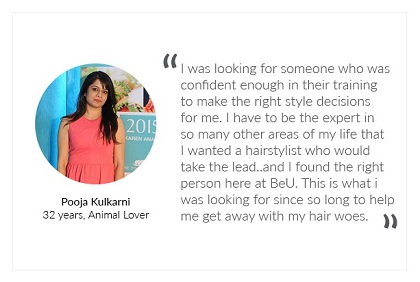 I was looking for someone who was
confident enough in their training
to make the right style decisions
for me. I have to be the expert in
so many other areas of my life that
I wanted a hairstylist who would
take the lead..and I found the right
person here at BeU. This is what i
was looking for since so long to help
me get away with my hair woes.
2015
Pooja Kulkarni
32 years, Animal Lover